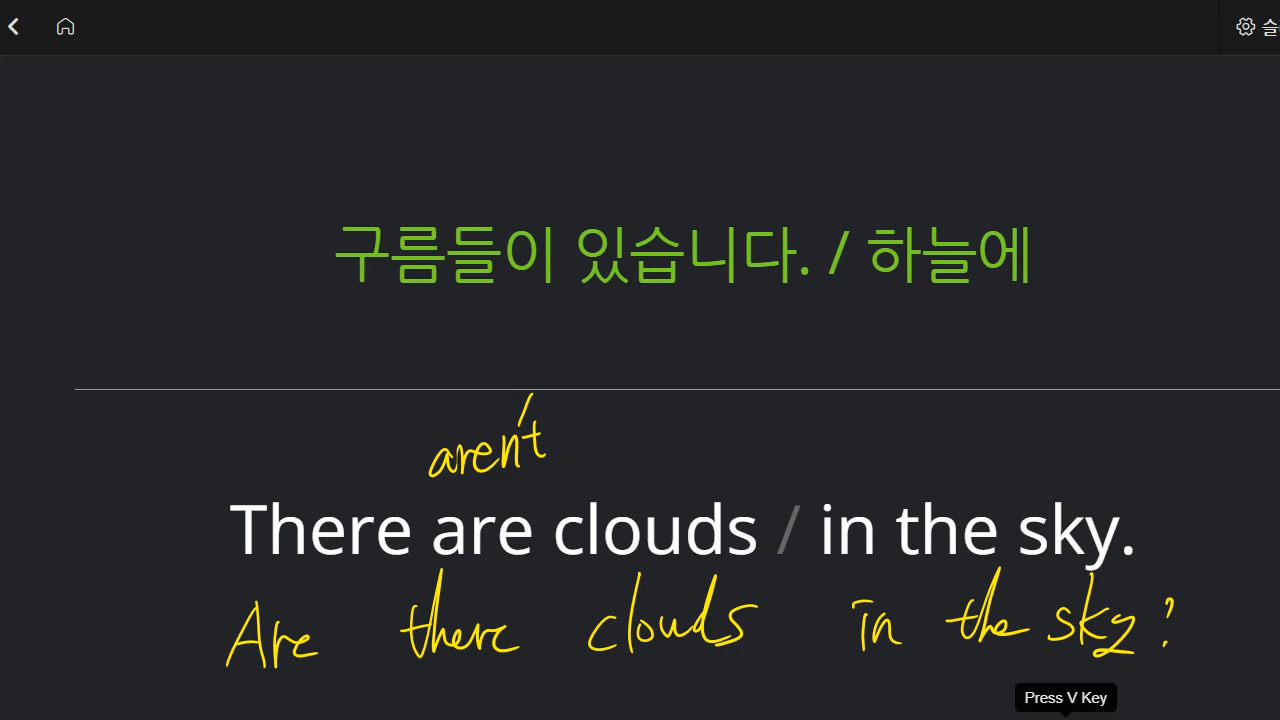 슬
구름들이 있습니다. / 하늘에
aren't
There are clouds / in the sky.
Are there clouds in the sky?
Press V Key